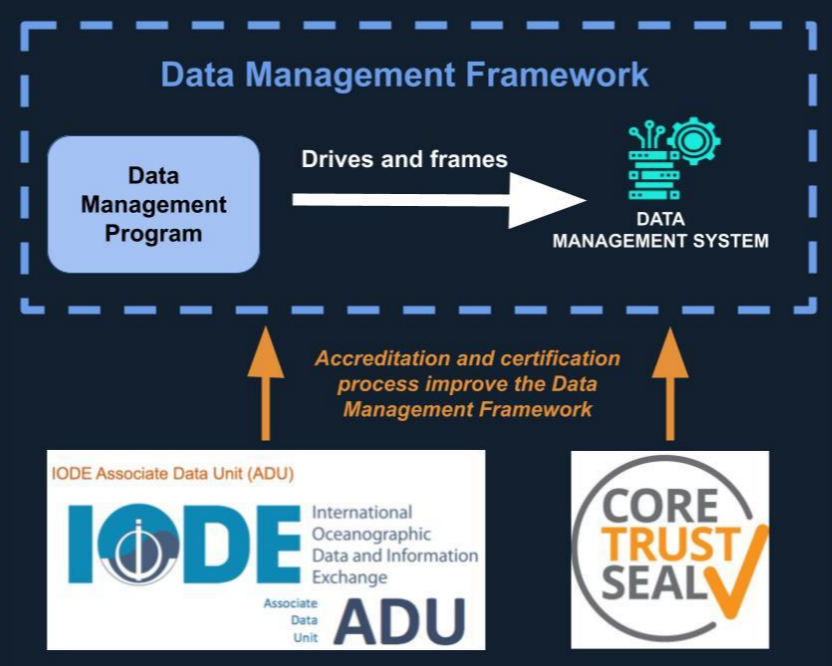 Data Management Framework
Data
Management
Program
Drives and frames
DATA
MANAGEMENT SYSTEM
Accreditation and certification
process improve the Data
Management Framework
IODE Associate Data Unit (ADU)
IODE
International
Oceanographic
Data and Information
Exchange
Associate
Data
Unit
ADU
CORE
TRUST
SEAL